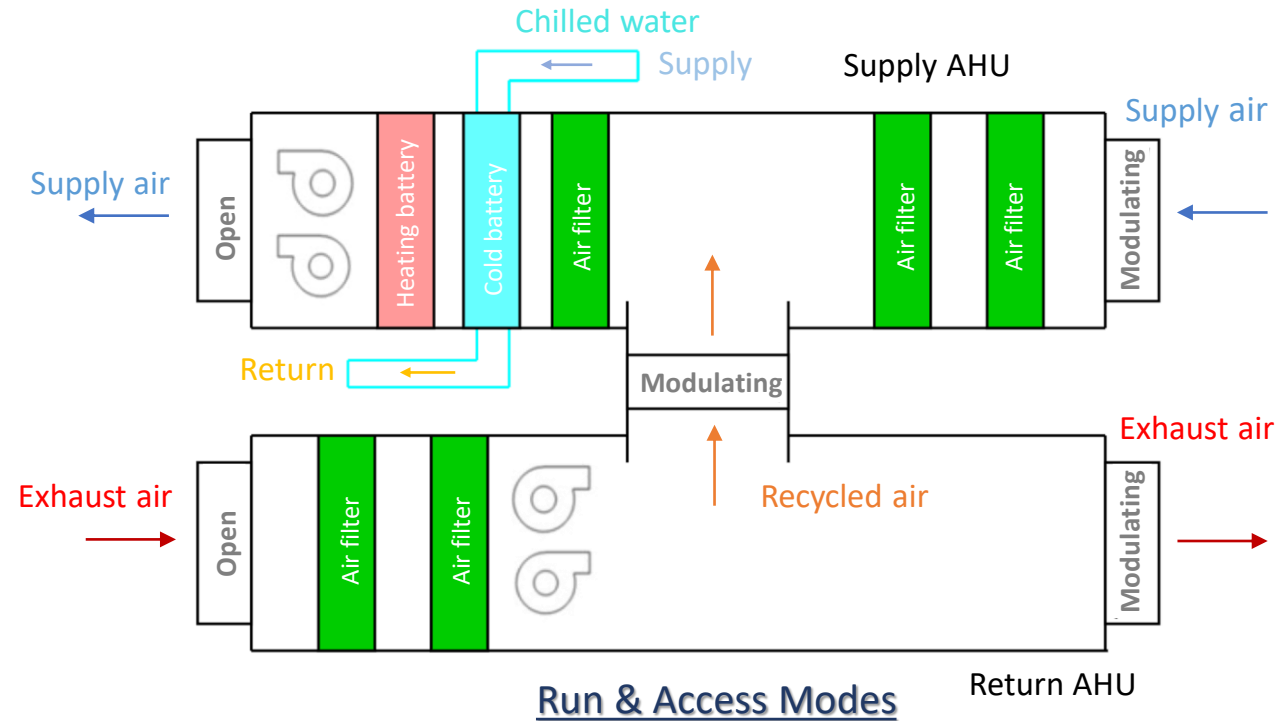 Chilled water
Supply
Supply AHU
Supply air
Supply air
Open
Heating battery
Cold battery
Air filter
Air filter
Air filter
Modulating
Return
Modulating
Exhaust air
Exhaust air
Open
Air filter
Air filter
Recycled air
Modulating
Return AHU
Run & Access Modes